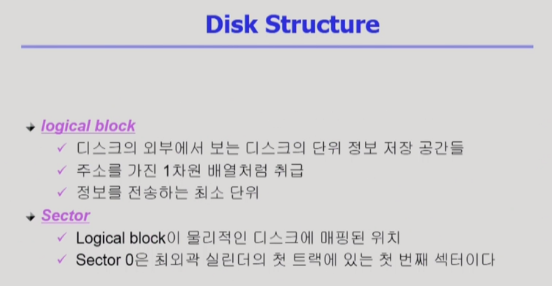 Disk Structure
logical block
디스크의 외부에서 보는 디스크의 단위 정보 저장 공간들
주소를 가진 1차원 배열처럼 취급
정보를 전송하는 최소 단위
Sector
Logical block이 물리적인 디스크에 매핑된 위치
Sector 0은 최외곽 실린더의 첫 트랙에 있는 첫 번째 섹터이다